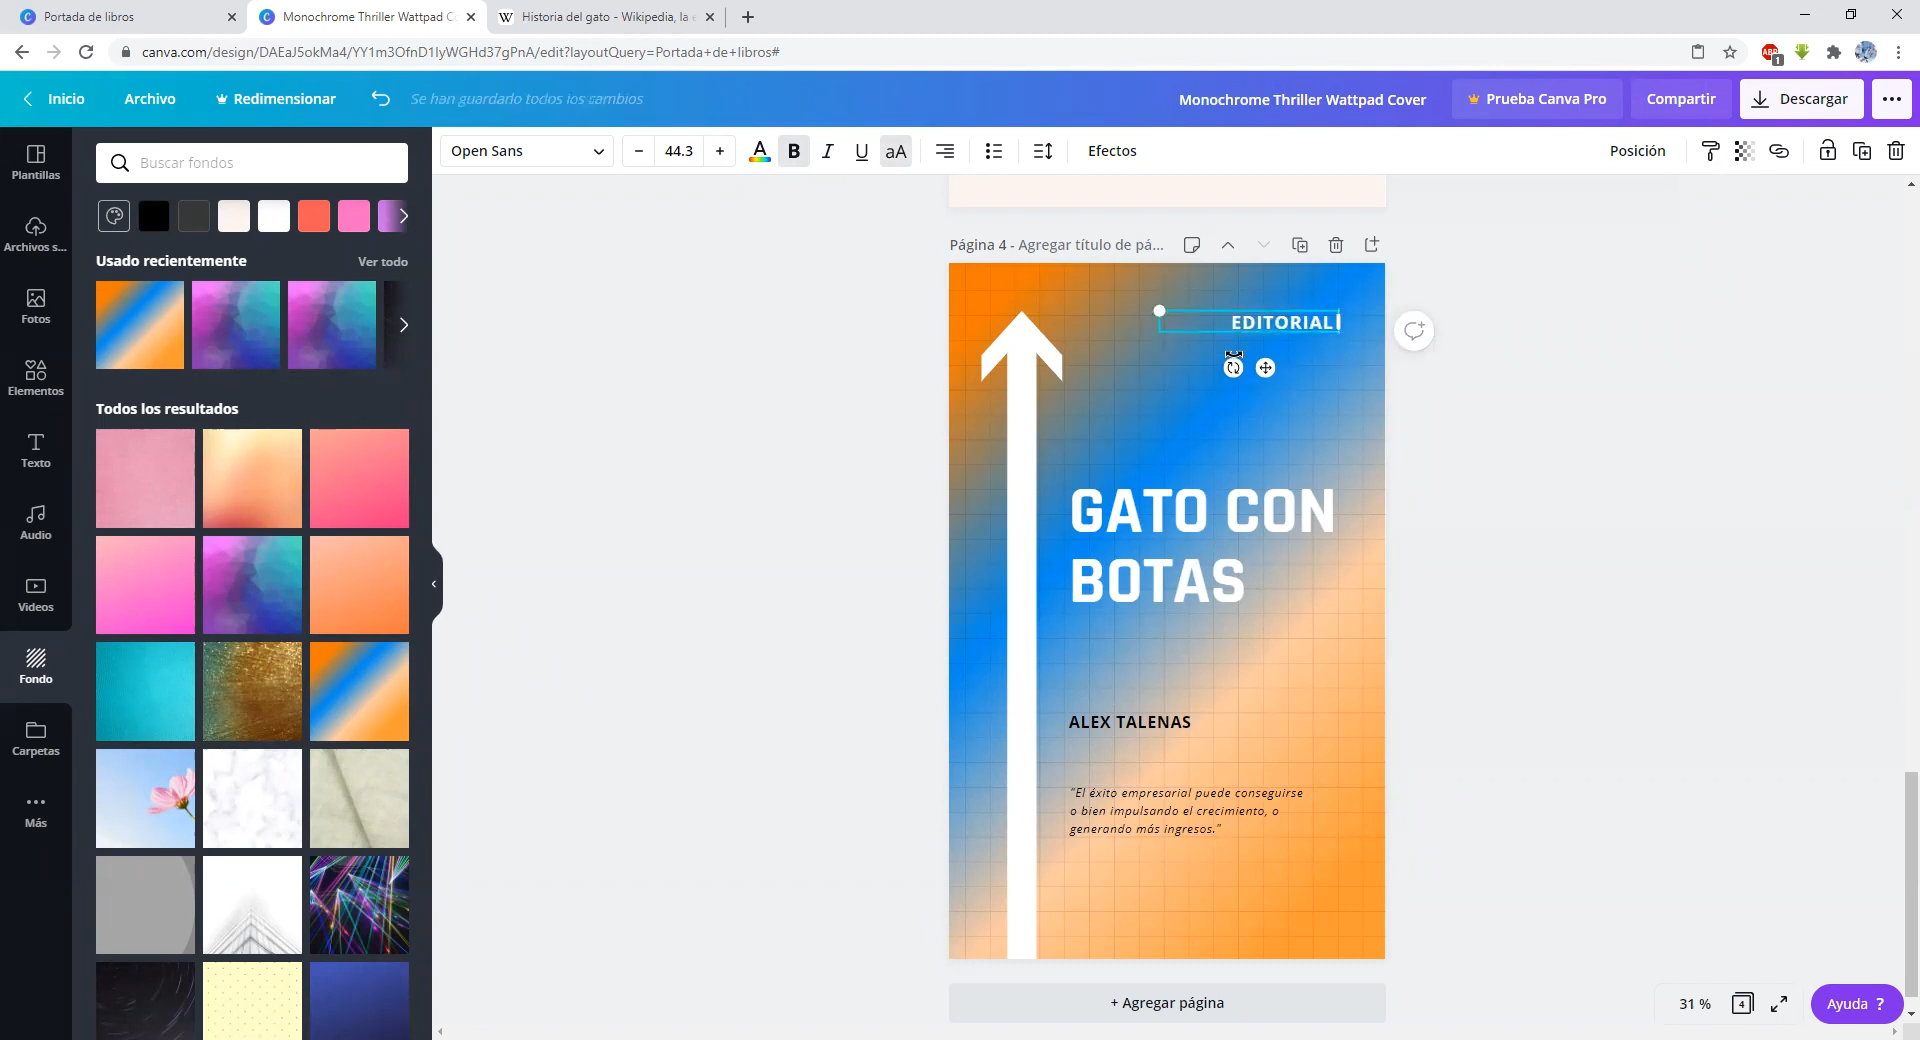 Portada de libros
Monochrome Thriller Wattpad C
Historia del gato - Wikipedia, la e
canva.com/design/DAEaJ5okMa4/YY1m3OfnD1IyWGHd37gPnA/edit?layoutQuery=Portada+de+libros#
ABP
1
Inicio
Archivo
Redimensionar
Se han guardado todos los cambios
Monochrome Thriller Wattpad Cover
Prueba Canva Pro
Compartir
Descargar
Open Sans
44.3
A
B
I
U
aA
Efectos
Posición
Plantillas
Archivos s...
Fotos
Elementos
Texto
Audio
Videos
Fondo
Carpetas
Más
Buscar fondos
Usado recientemente
Ver todo
Todos los resultados
Página 4 - Agregar título de pá...
EDITORIAL
GATO CON
BOTAS
ALEX TALENAS
"El éxito empresarial puede conseguirse
o bien impulsando el crecimiento, o
generando más ingresos."
+ Agregar página
31 %
4
Ayuda ?